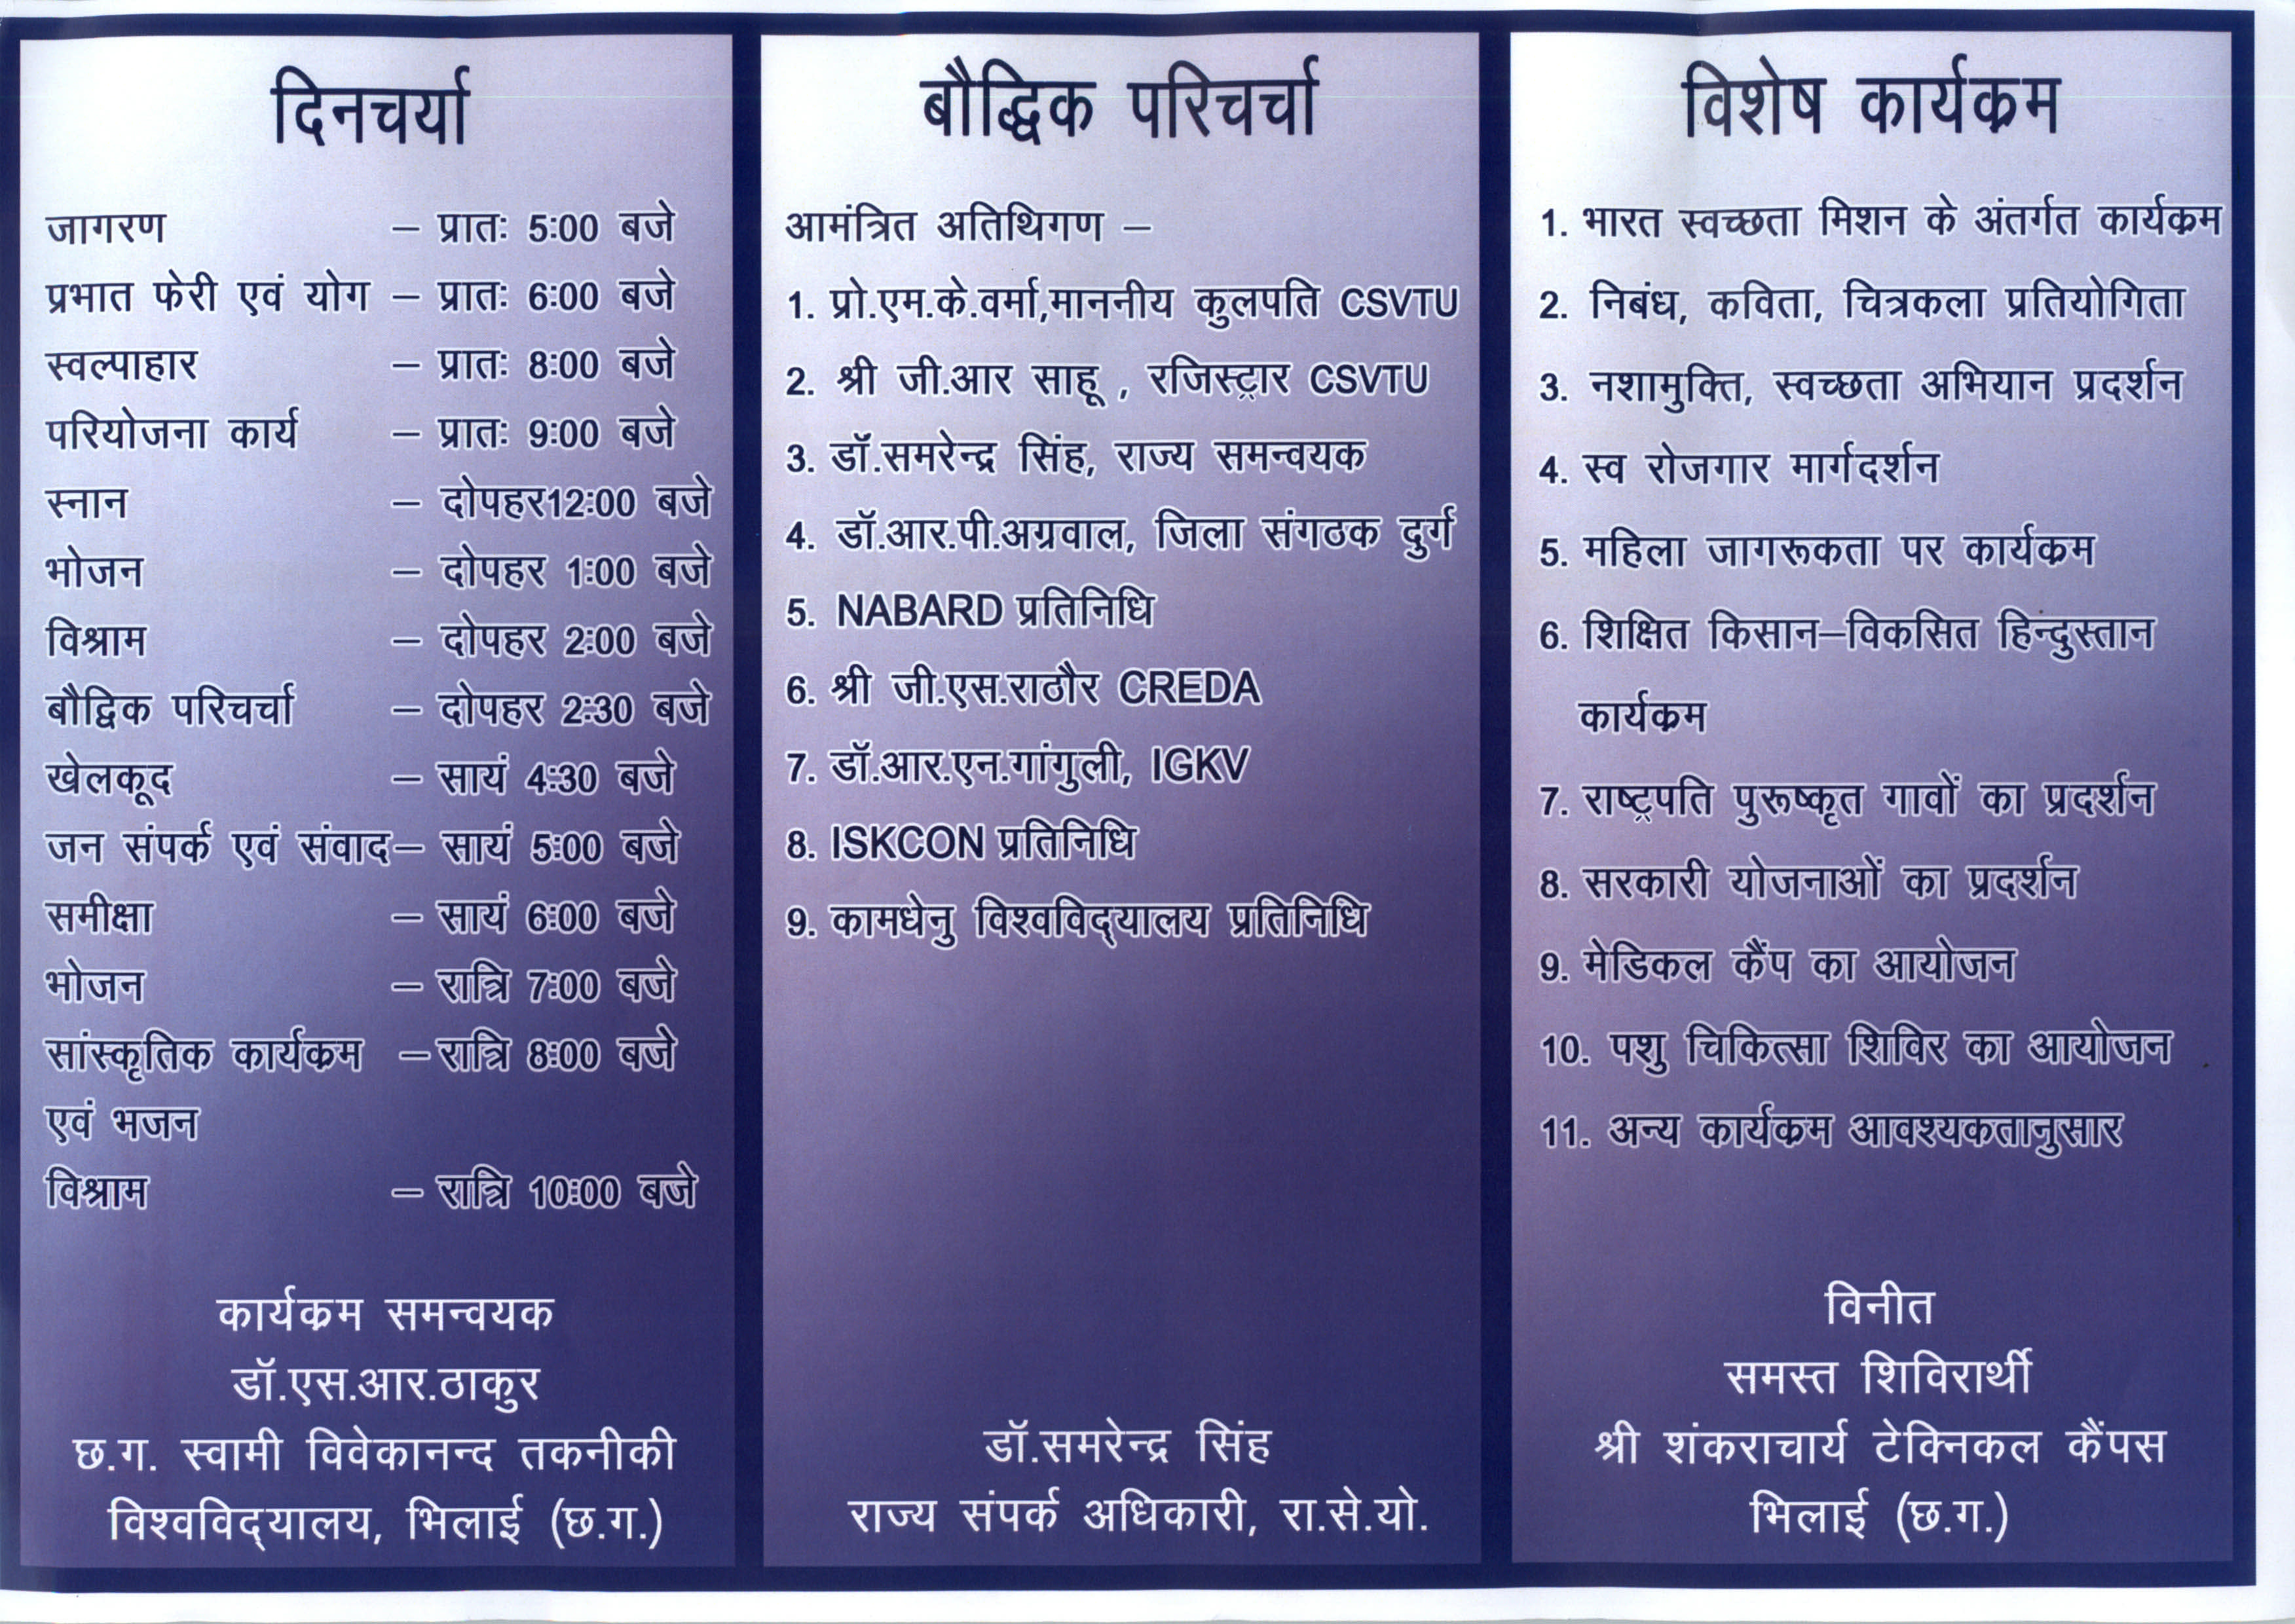 दिनचर्या
जागरण – प्रातः 5:00 बजे
प्रभात फेरी एवं योग – प्रातः 6:00 बजे
स्वल्पाहार – प्रातः 8:00 बजे
परियोजना कार्य – प्रातः 9:00 बजे
स्नान – दोपहर12:00 बजे
भोजन – दोपहर 1:00 बजे
विश्राम – दोपहर 2:00 बजे
बौद्विक परिचर्चा – दोपहर 2:30 बजे
खेलकूद – सायं 4:30 बजे
जन संपर्क एवं संवाद– सायं 5:00 बजे
समीक्षा – सायं 6:00 बजे
भोजन – रात्रि 7:00 बजे
सांस्कृतिक कार्यक्रम – रात्रि 8:00 बजे
एवं भजन
विश्राम – रात्रि 10:00 बजे
कार्यक्रम समन्वयक
डॉ.एस.आर.ठाकुर
छ.ग. स्वामी विवेकानन्द तकनीकी
विश्वविद्यालय, भिलाई (छ.ग.)
बौद्धिक परिचर्चा
आमंत्रित अतिथिगण –
1. प्रो.एम.के.वर्मा,माननीय कुलपति CSVTU
2. श्री जी.आर साहू , रजिस्ट्रार CSVTU
3. डॉ.समरेन्द्र सिंह, राज्य समन्वयक
4. डॉ.आर.पी.अग्रवाल, जिला संगठक दुर्ग
5. NABARD प्रतिनिधि
6. श्री जी.एस.राठौर CREDA
7. डॉ.आर.एन.गांगुली, IGKV
8. ISKCON प्रतिनिधि
9. कामधेनु विश्वविद्यालय प्रतिनिधि
डॉ.समरेन्द्र सिंह
राज्य संपर्क अधिकारी, रा.से.यो.
विशेष कार्यक्रम
1. भारत स्वच्छता मिशन के अंतर्गत कार्यक्रम
2. निबंध, कविता, चित्रकला प्रतियोगिता
3. नशामुक्ति, स्वच्छता अभियान प्रदर्शन
4. स्व रोजगार मार्गदर्शन
5. महिला जागरूकता पर कार्यक्रम
6. शिक्षित किसान–विकसित हिन्दुस्तान
कार्यक्रम
7. राष्ट्रपति पुरूष्कृत गावों का प्रदर्शन
8. सरकारी योजनाओं का प्रदर्शन
9. मेडिकल कैंप का आयोजन
10. पशु चिकित्सा शिविर का आयोजन
11. अन्य कार्यक्रम आवश्यकतानुसार
विनीत
समस्त शिविरार्थी
श्री शंकराचार्य टेक्निकल कैंपस
भिलाई (छ.ग.)